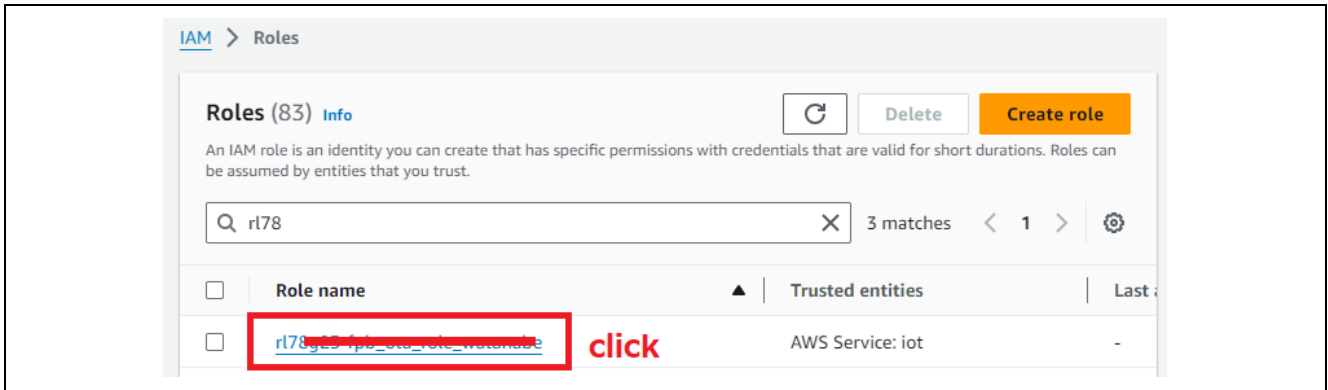 IAM > Roles
Roles (83) Info
Delete
Create role
An IAM role is an identity you can create that has specific permissions with credentials that are valid for short durations. Roles can
be assumed by entities that you trust.
rl78
3 matches
1
Role name
Trusted entities
Last
rl78
click
AWS Service: iot
-